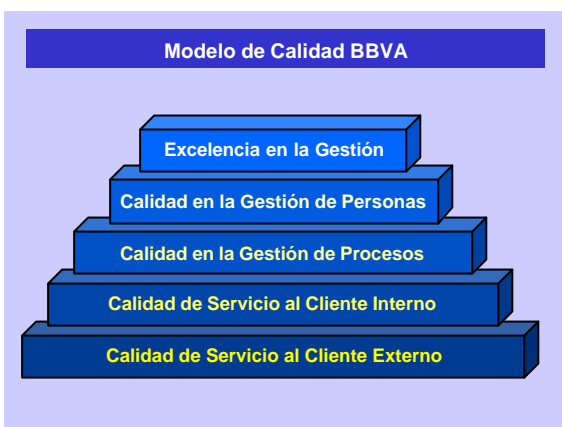 Modelo de Calidad BBVA
Excelencia en la Gestión
Calidad en la Gestión de Personas
Calidad en la Gestión de Procesos
Calidad de Servicio al Cliente Interno
Calidad de Servicio al Cliente Externo